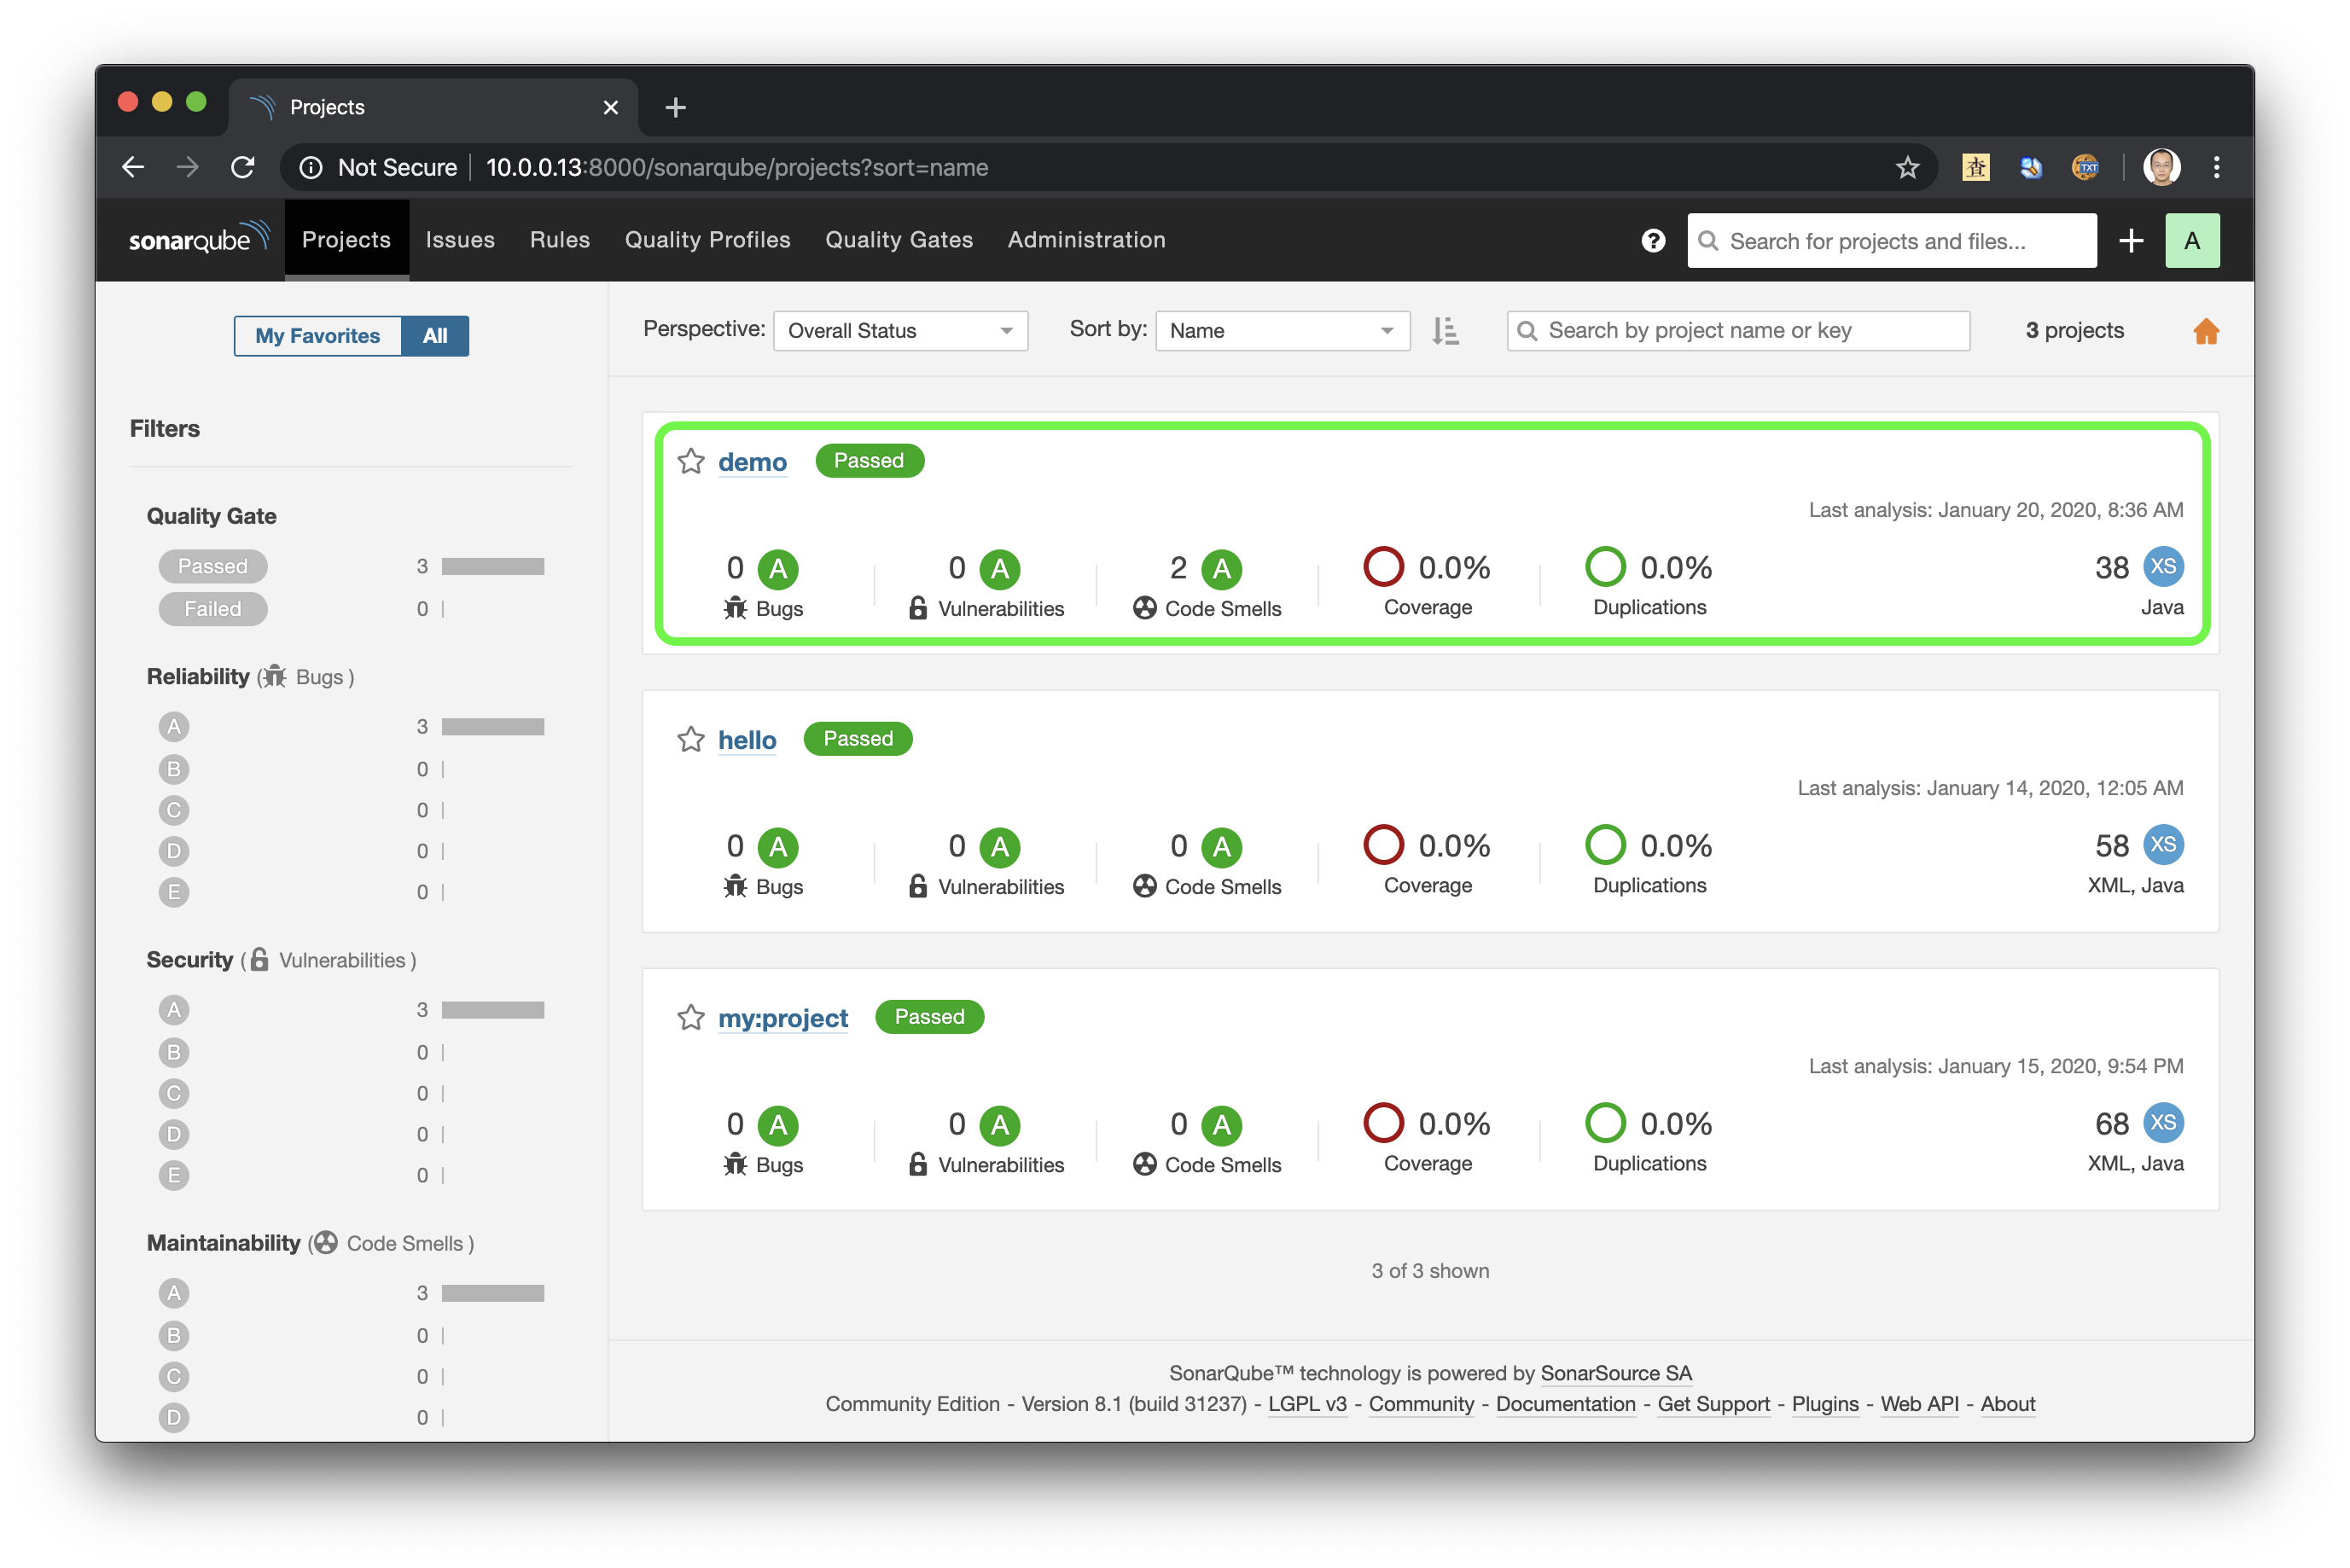 Projects
Not Secure 10.0.0.13:8000/sonarqube/projects?sort=name
查
TXT
sonarqube Projects Issues Rules Quality Profiles Quality Gates Administration ? Search for projects and files... A
My Favorites All
Perspective: Overall Status Sort by: Name Search by project name or key 3 projects
Filters
Quality Gate
Passed 3
Failed 0
Reliability ( Bugs )
A 3
B 0
C 0
D 0
E 0
Security ( Vulnerabilities )
A 3
B 0
C 0
D 0
E 0
Maintainability ( Code Smells )
A 3
B 0
C 0
D 0
demo Passed
Last analysis: January 20, 2020, 8:36 AM
0 A 0 A 2 A 0.0% 0.0% 38 XS
Bugs Vulnerabilities Code Smells Coverage Duplications Java
hello Passed
Last analysis: January 14, 2020, 12:05 AM
0 A 0 A 0 A 0.0% 0.0% 58 XS
Bugs Vulnerabilities Code Smells Coverage Duplications XML, Java
my:project Passed
Last analysis: January 15, 2020, 9:54 PM
0 A 0 A 0 A 0.0% 0.0% 68 XS
Bugs Vulnerabilities Code Smells Coverage Duplications XML, Java
3 of 3 shown
SonarQube™ technology is powered by SonarSource SA
Community Edition - Version 8.1 (build 31237) - LGPL v3 - Community - Documentation - Get Support - Plugins - Web API - About